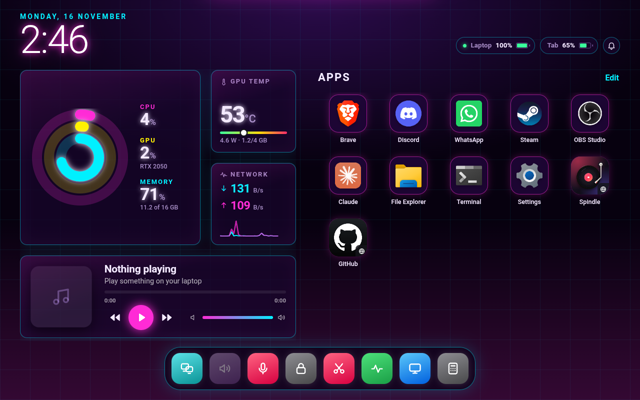 MONDAY, 16 NOVEMBER
2:46
Laptop 100%
Tab 65%
CPU
4%
GPU
2%
RTX 2050
MEMORY
71%
11.2 of 16 GB
GPU TEMP
53°C
4.6 W · 1.2/4 GB
NETWORK
↓ 131 B/s
↑ 109 B/s
Nothing playing
Play something on your laptop
0:00 0:00
APPS Edit
Brave Discord WhatsApp Steam OBS Studio
Claude File Explorer Terminal Settings Spindle
GitHub